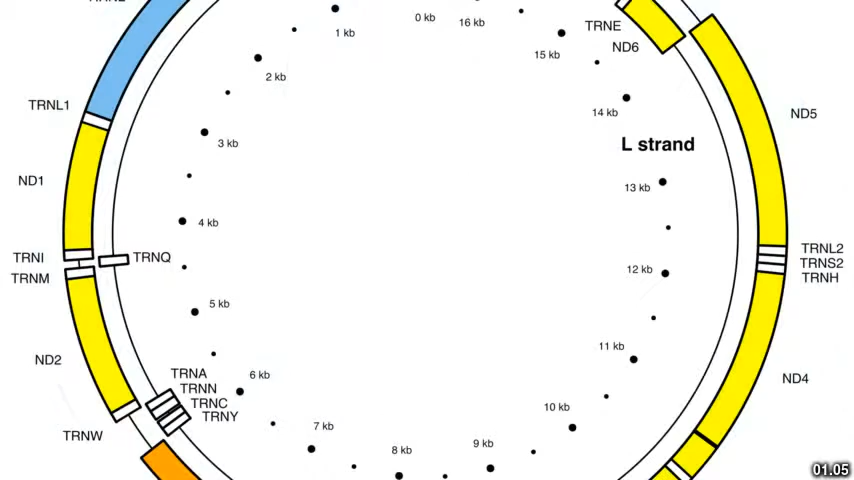 0 kb
16 kb
1 kb
15 kb
2 kb
14 kb
3 kb
13 kb
4 kb
12 kb
5 kb
11 kb
6 kb
10 kb
7 kb
9 kb
8 kb
TRNE
ND6
ND5
L strand
TRNL1
ND1
TRNI
TRNQ
TRNM
ND2
TRNA
TRNN
TRNC
TRNY
TRNW
TRNL2
TRNS2
TRNH
ND4
01.05